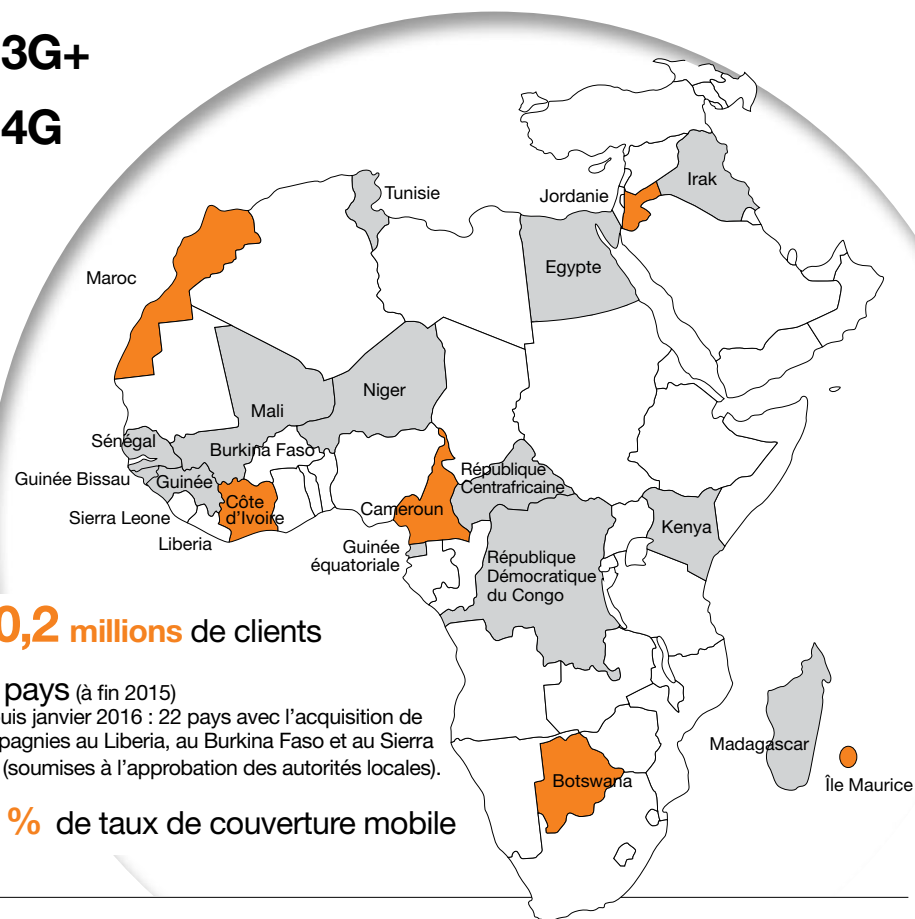 3G+
4G
Tunisie
Jordanie
Irak
Maroc
Egypte
Niger
Mali
Sénégal
Burkina Faso
République
Centrafricaine
Guinée Bissau
Guinée
Côte
d'Ivoire
Cameroun
Sierra Leone
Kenya
Liberia
Guinée
équatoriale
République
Démocratique
du Congo
0,2 millions de clients
pays (à fin 2015)
uis janvier 2016 : 22 pays avec l'acquisition de
pagnies au Liberia, au Burkina Faso et au Sierra
(soumises à l'approbation des autorités locales).
Madagascar
Botswana
Île Maurice
% de taux de couverture mobile